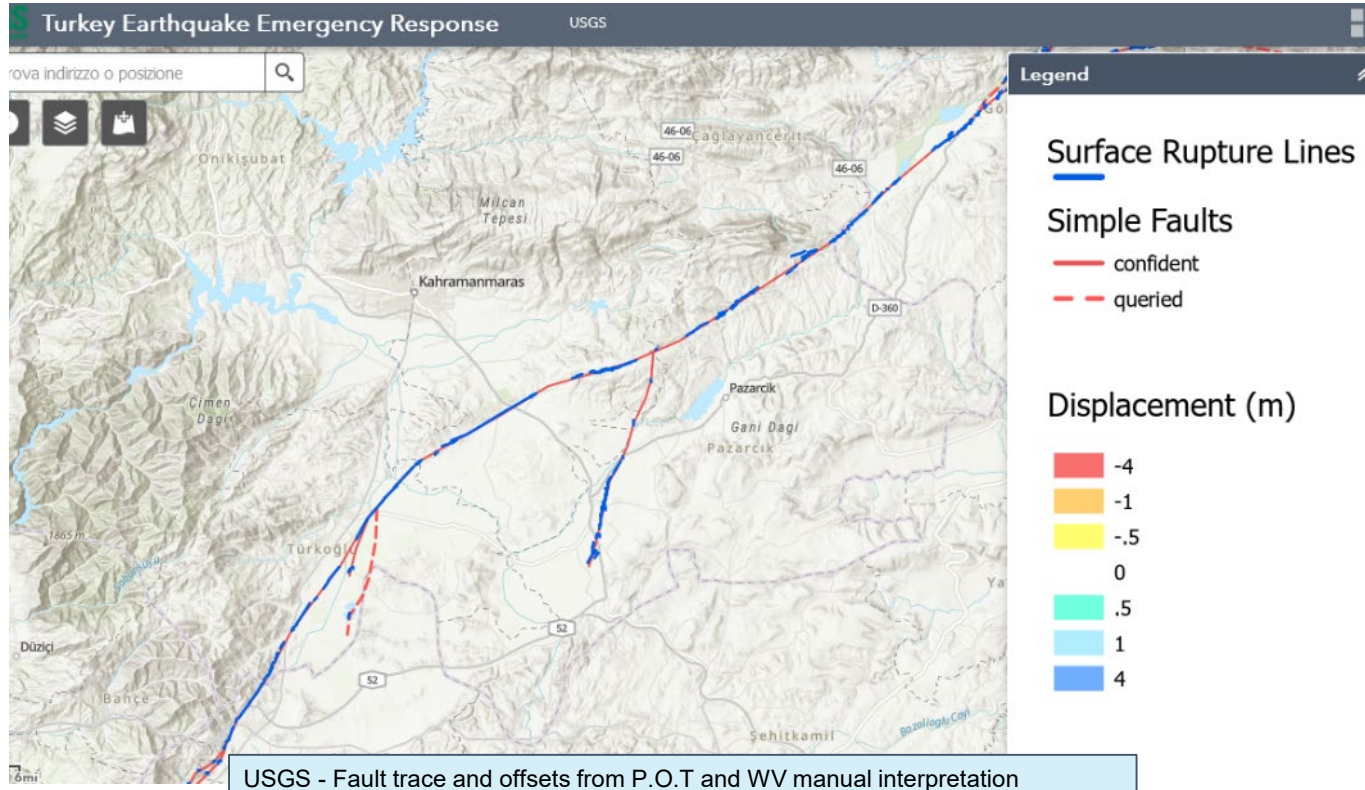 Turkey Earthquake Emergency Response USGS
rova indirizzo o posizione
Legend
Surface Rupture Lines
Simple Faults
confident
queried
Displacement (m)
-4
-1
-.5
0
.5
1
4
Onikişubat
46-06
Çağlayancerit
46-06
46-06
Milcan
Tepesi
Kahramanmaras
D-360
Çimen
Dagi
Pazarcik
Gani Dagi
Pazarcık
1865 m
Türkoğlu
52
Düziçi
52
Bahçe
Şehitkamil
6mi
USGS - Fault trace and offsets from P.O.T and WV manual interpretation